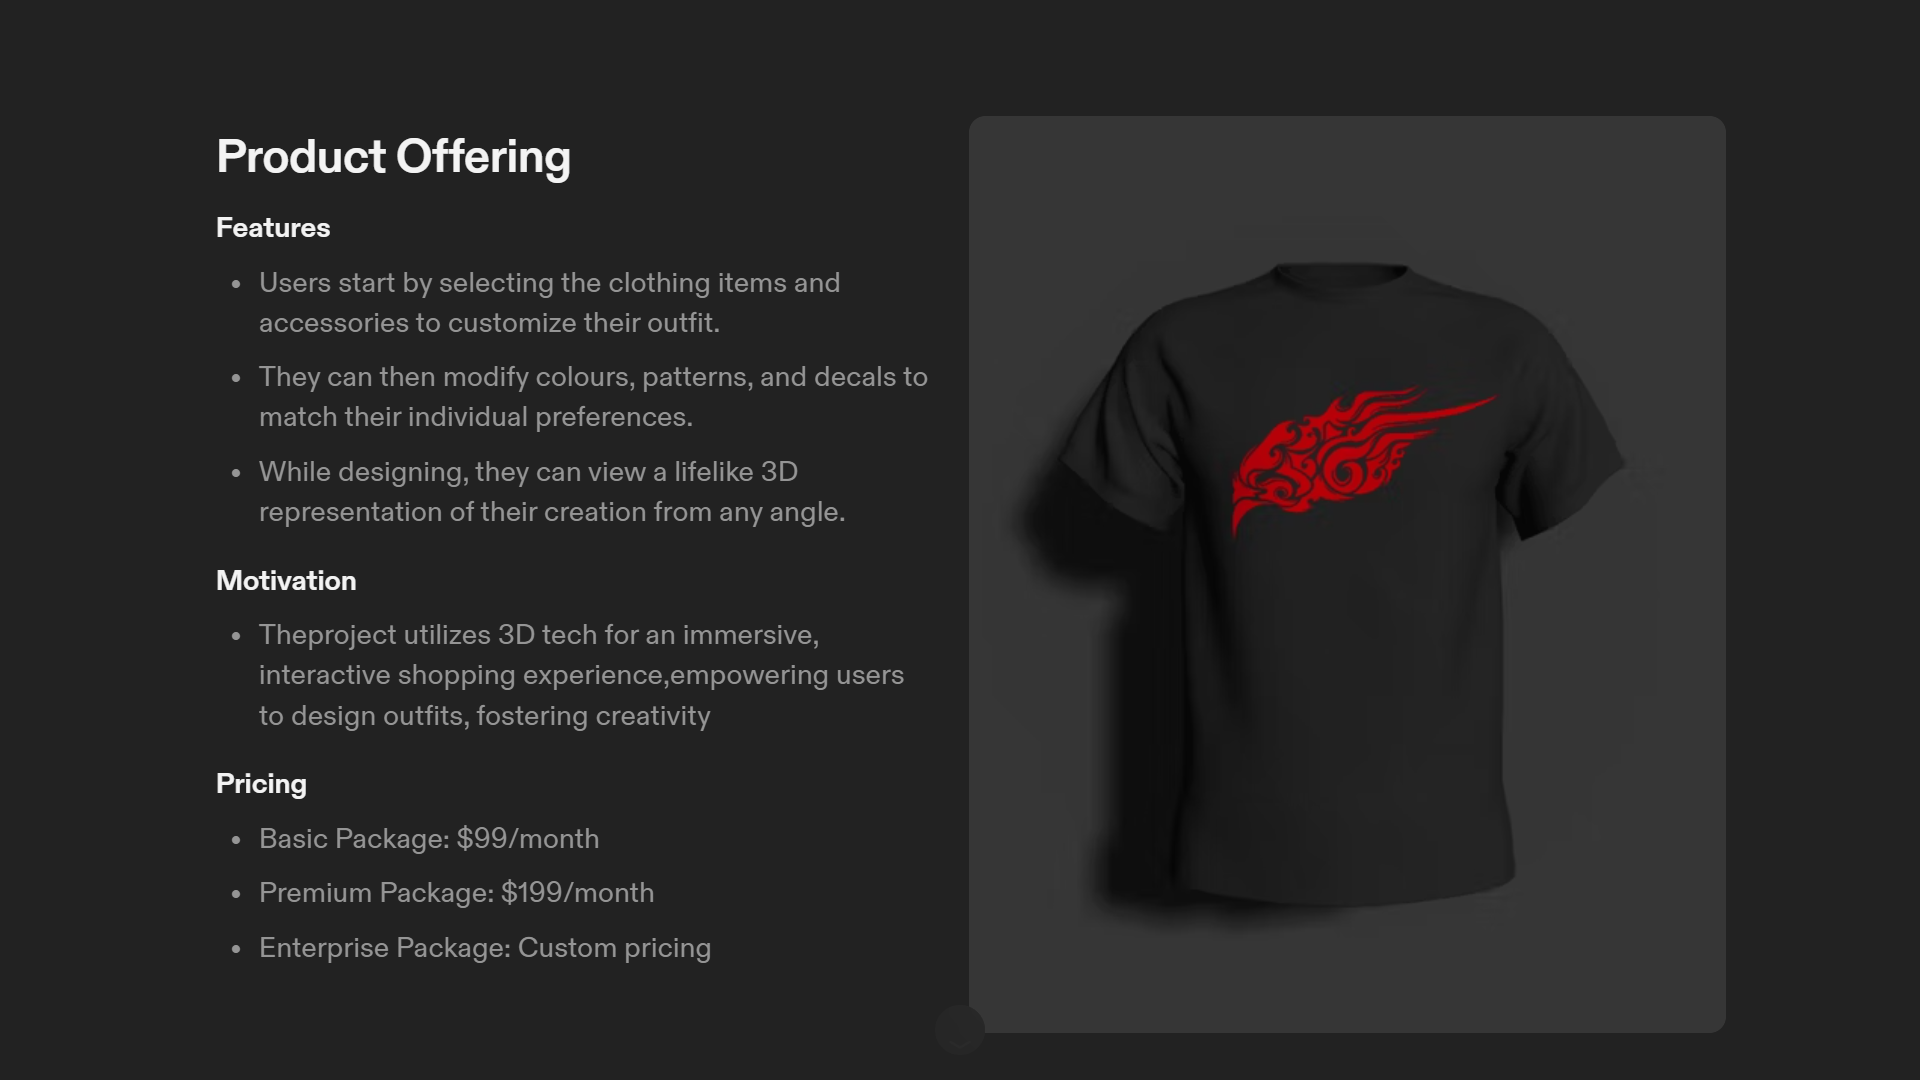 Product Offering
Features
• Users start by selecting the clothing items and
accessories to customize their outfit.
• They can then modify colours, patterns, and decals to
match their individual preferences.
• While designing, they can view a lifelike 3D
representation of their creation from any angle.
Motivation
• Theproject utilizes 3D tech for an immersive,
interactive shopping experience,empowering users
to design outfits, fostering creativity
Pricing
• Basic Package: $99/month
• Premium Package: $199/month
• Enterprise Package: Custom pricing